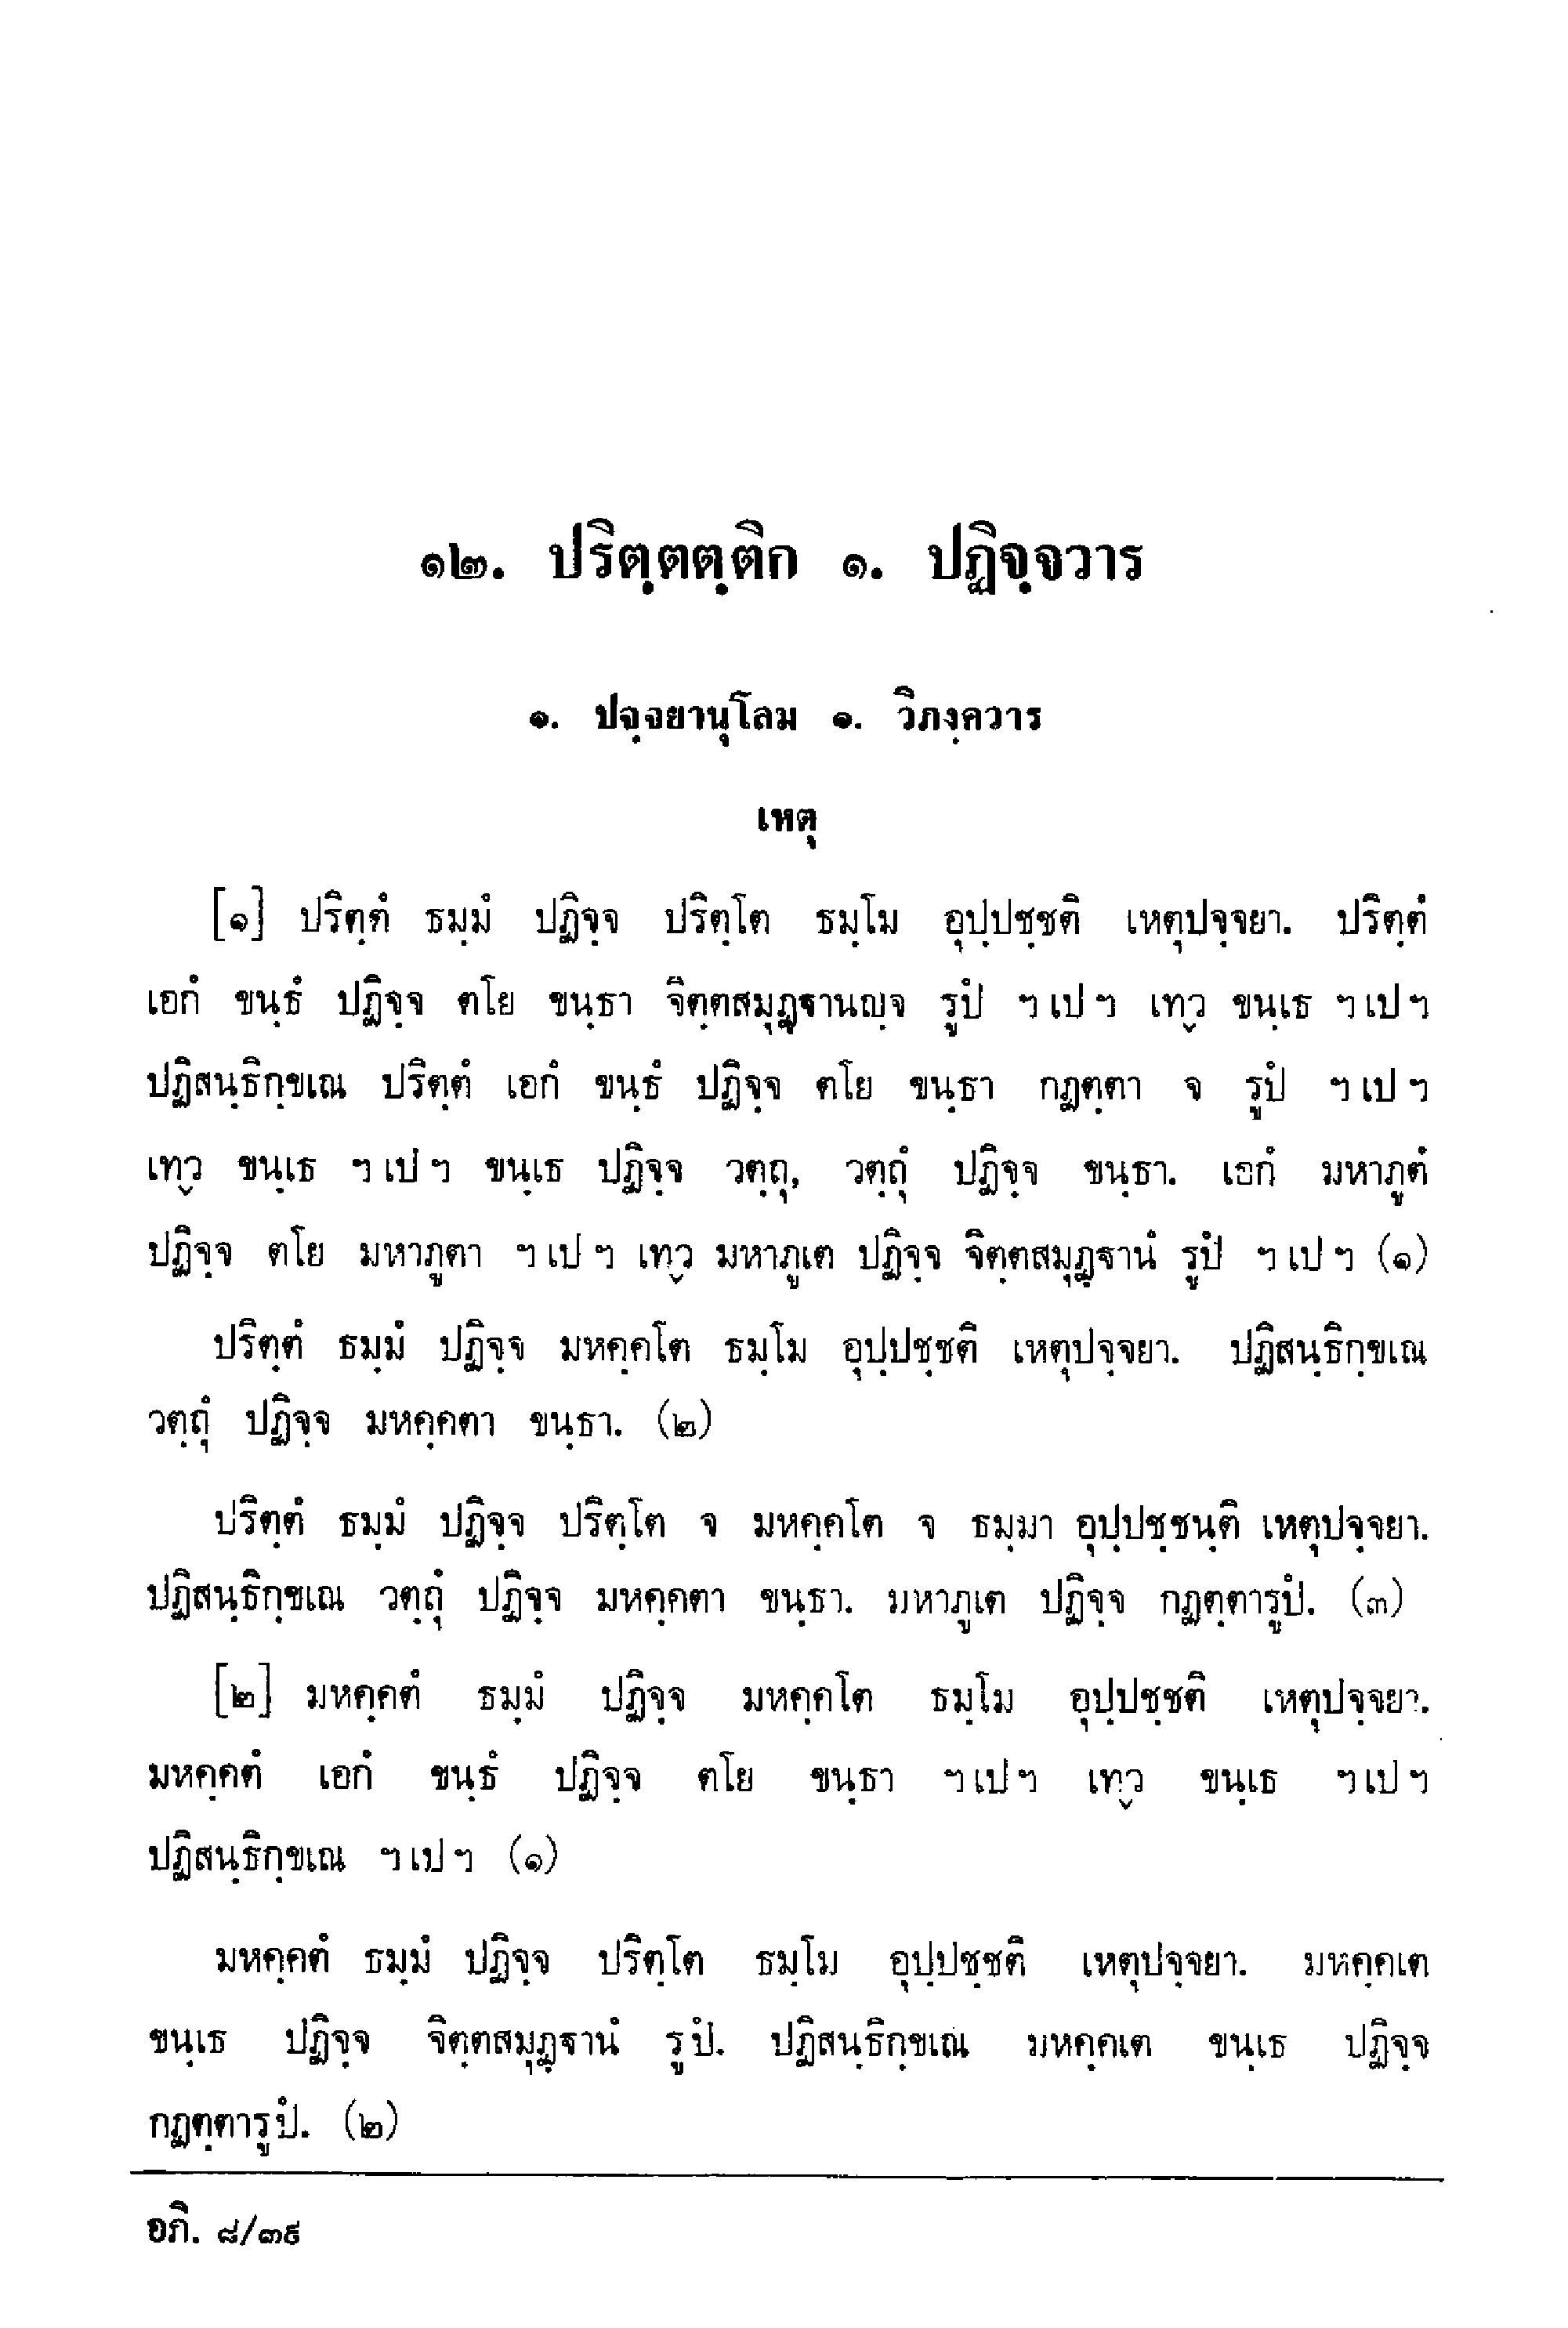 ๑๒. ปริตฺตตฺติก ๑. ปฏิจฺจวาร
๑. ปจฺจยานุโลม ๑. วิภงฺควาร
เหตุ
[๑] ปริตฺตํ ธมฺมํ ปฏิจฺจ ปริตฺโต ธมฺโม อุปฺปชฺชติ เหตุปจฺจยา. ปริตฺตํ
เอกํ ขนฺธํ ปฏิจฺจ ตโย ขนฺธา จิตฺตสมุฏฺฐานญฺจ รูปํ ฯ เป ฯ เทฺว ขนฺเธ ฯ เป ฯ
ปฏิสนฺธิกฺขเณ ปริตฺตํ เอกํ ขนฺธํ ปฏิจฺจ ตโย ขนฺธา กฏตฺตา จ รูปํ ฯ เป ฯ
เทฺว ขนฺเธ ฯ เป ฯ ขนฺเธ ปฏิจฺจ วตฺถุ, วตฺถุํ ปฏิจฺจ ขนฺธา. เอกํ มหาภูตํ
ปฏิจฺจ ตโย มหาภูตา ฯ เป ฯ เทฺว มหาภูเต ปฏิจฺจ จิตฺตสมุฏฺฐานํ รูปํ ฯ เป ฯ (๑)
ปริตฺตํ ธมฺมํ ปฏิจฺจ มหคฺคโต ธมฺโม อุปฺปชฺชติ เหตุปจฺจยา. ปฏิสนฺธิกฺขเณ
วตฺถุํ ปฏิจฺจ มหคฺคตา ขนฺธา. (๒)
ปริตฺตํ ธมฺมํ ปฏิจฺจ ปริตฺโต จ มหคฺคโต จ ธมฺมา อุปฺปชฺชนฺติ เหตุปจฺจยา.
ปฏิสนฺธิกฺขเณ วตฺถุํ ปฏิจฺจ มหคฺคตา ขนฺธา. มหาภูเต ปฏิจฺจ กฏตฺตารูปํ. (๓)
[๒] มหคฺคตํ ธมฺมํ ปฏิจฺจ มหคฺคโต ธมฺโม อุปฺปชฺชติ เหตุปจฺจยา.
มหคฺคตํ เอกํ ขนฺธํ ปฏิจฺจ ตโย ขนฺธา ฯ เป ฯ เทฺว ขนฺเธ ฯ เป ฯ
ปฏิสนฺธิกฺขเณ ฯ เป ฯ (๑)
มหคฺคตํ ธมฺมํ ปฏิจฺจ ปริตฺโต ธมฺโม อุปฺปชฺชติ เหตุปจฺจยา. มหคฺคเต
ขนฺเธ ปฏิจฺจ จิตฺตสมุฏฺฐานํ รูปํ. ปฏิสนฺธิกฺขเณ มหคฺคเต ขนฺเธ ปฏิจฺจ
กฏตฺตารูปํ. (๒)
อภิ. ๘/๓๙